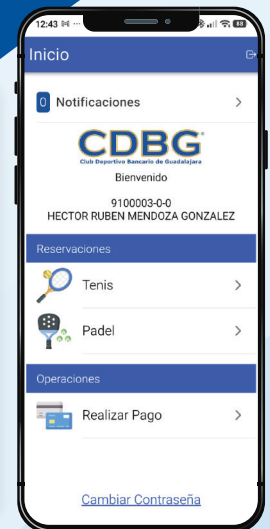 12:43
Inicio
0 Notificaciones
CDBG
Club Deportivo Bancario de Guadalajara
Bienvenido
9100003-0-0
HECTOR RUBEN MENDOZA GONZALEZ
Reservaciones
Tenis
Padel
Operaciones
Realizar Pago
Cambiar Contraseña